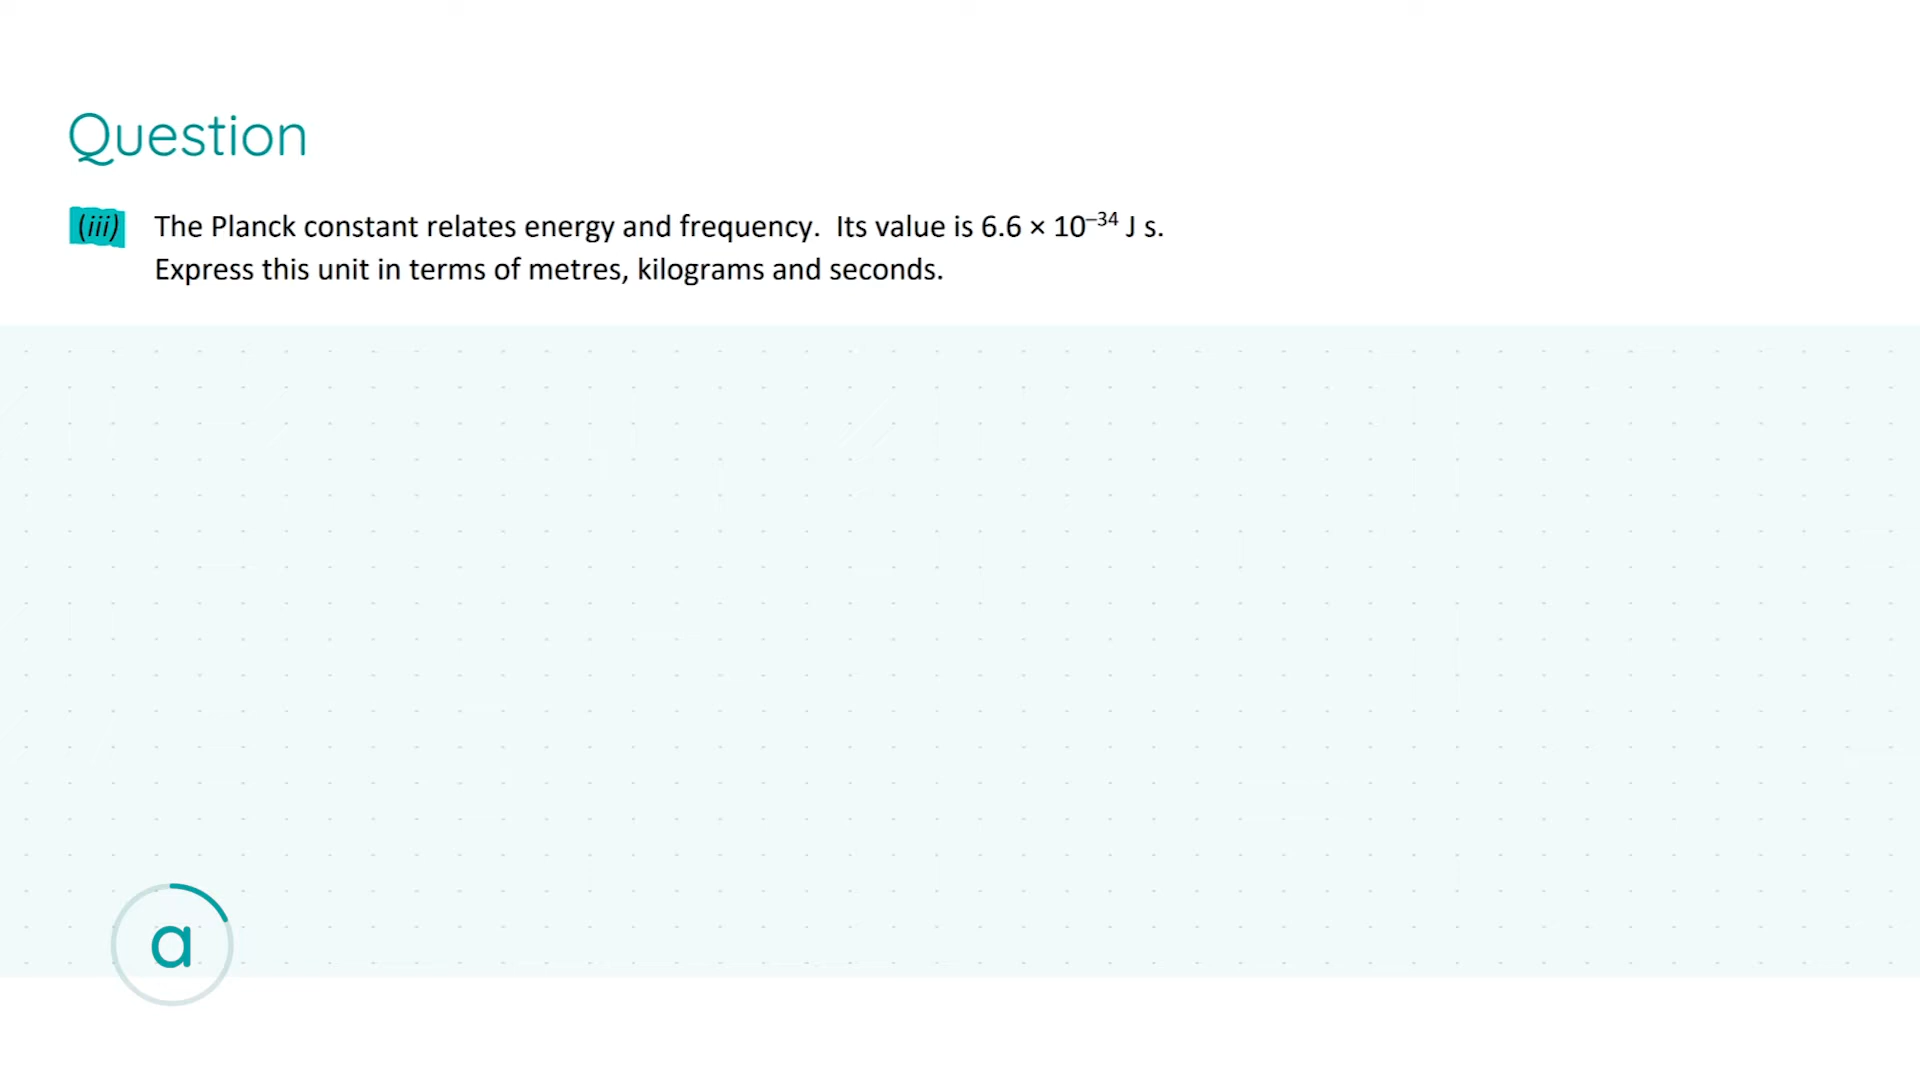 Question
(iii) The Planck constant relates energy and frequency. Its value is 6.6 × 10⁻³⁴ J s.
Express this unit in terms of metres, kilograms and seconds.
a